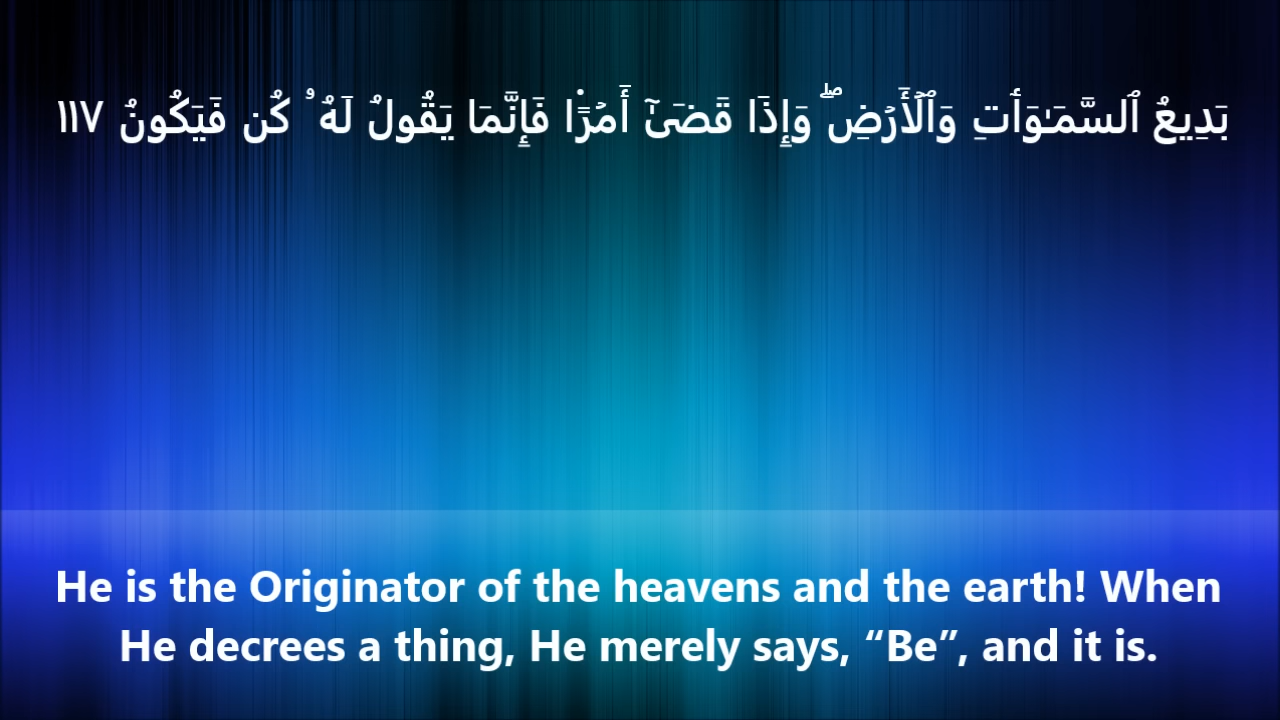 بَدِيعُ ٱلسَّمَـٰوَٲتِ وَٱلۡأَرۡضِ‌ۖ وَإِذَا قَضَىٰٓ أَمۡرً۬ا فَإِنَّمَا يَقُولُ لَهُ ۥ كُن فَيَكُونُ ١١٧
He is the Originator of the heavens and the earth! When
He decrees a thing, He merely says, “Be”, and it is.